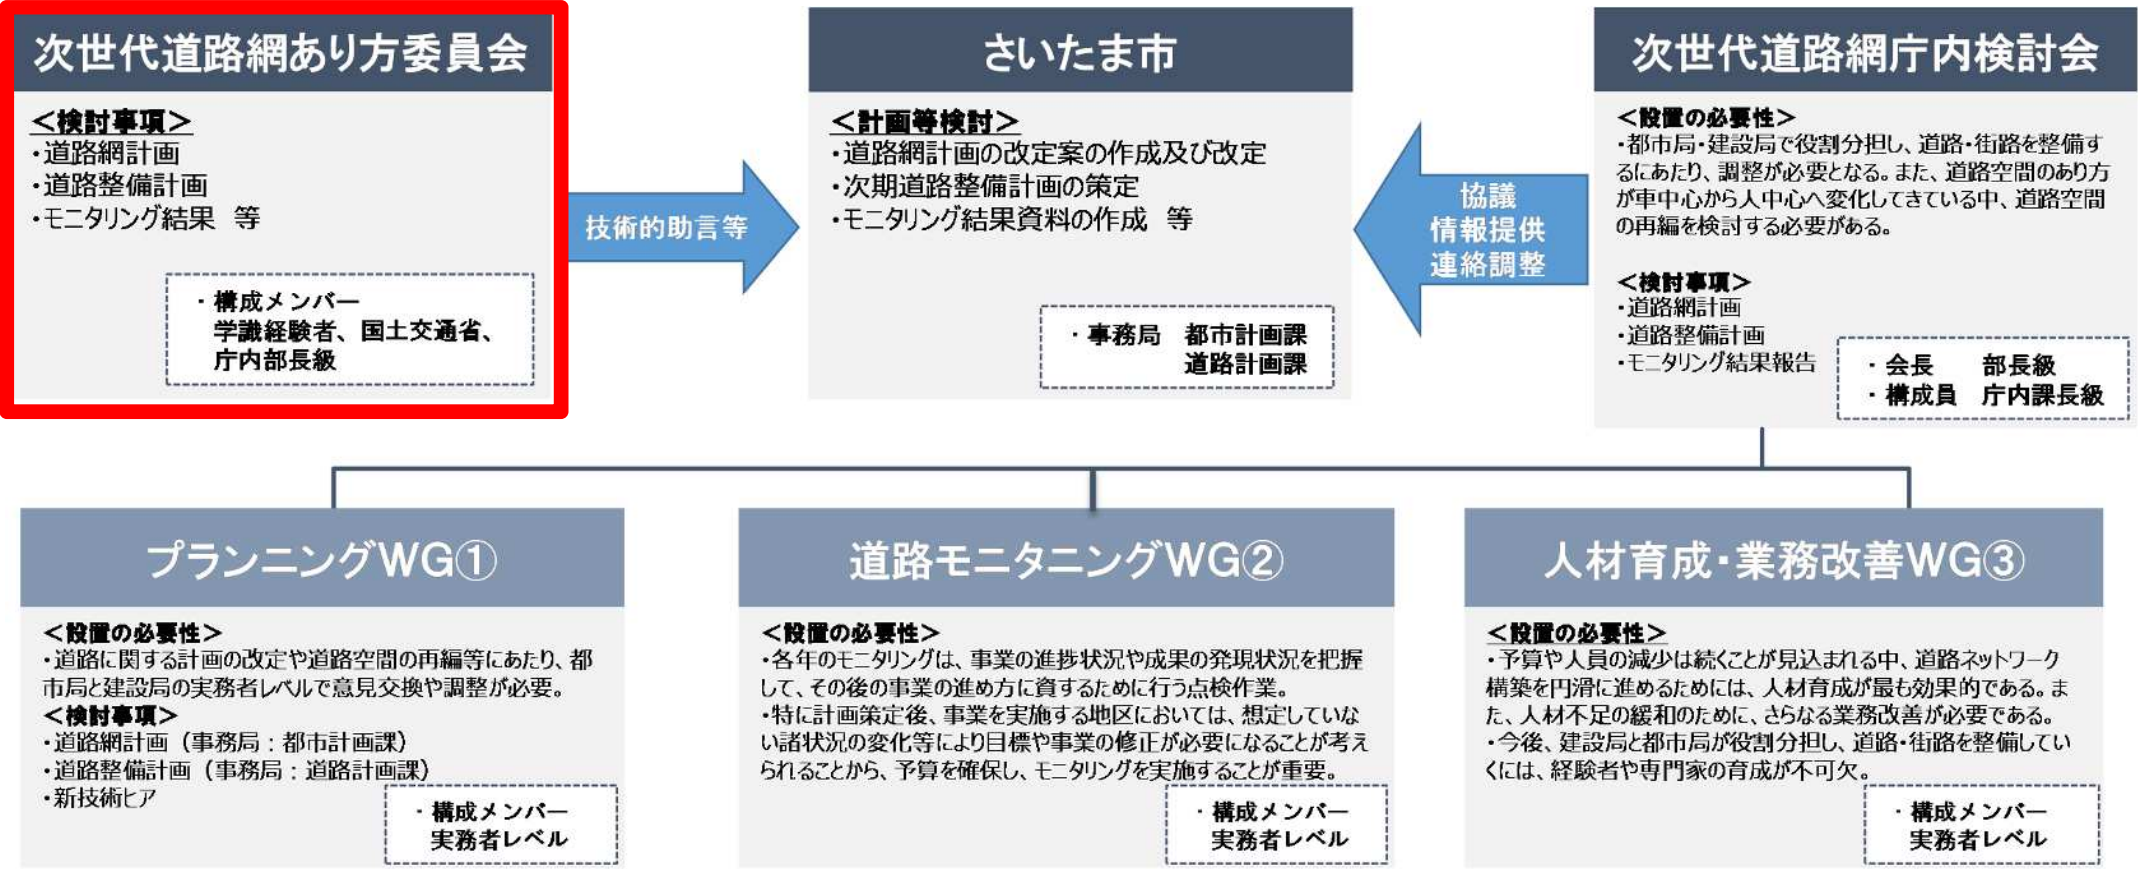 次世代道路網あり方委員会
＜検討事項＞
・道路網計画
・道路整備計画
・モニタリング結果　等
・構成メンバー
学識経験者、国土交通省、
庁内部長級
技術的助言等
さいたま市
＜計画等検討＞
・道路網計画の改定案の作成及び改定
・次期道路整備計画の策定
・モニタリング結果資料の作成　等
・事務局　都市計画課
道路計画課
協議
情報提供
連絡調整
次世代道路網庁内検討会
＜設置の必要性＞
・都市局・建設局で役割分担し、道路・街路を整備す
るにあたり、調整が必要となる。また、道路空間のあり方
が車中心から人中心へ変化してきている中、道路空間
の再編を検討する必要がある。
＜検討事項＞
・道路網計画
・道路整備計画
・モニタリング結果報告
・会長　　部長級
・構成員　庁内課長級
プランニングWG①
＜設置の必要性＞
・道路に関する計画の改定や道路空間の再編等にあたり、都
市局と建設局の実務者レベルで意見交換や調整が必要。
＜検討事項＞
・道路網計画（事務局：都市計画課）
・道路整備計画（事務局：道路計画課）
・新技術ヒア
・構成メンバー
実務者レベル
道路モニタニングWG②
＜設置の必要性＞
・各年のモニタリングは、事業の進捗状況や成果の発現状況を把握
して、その後の事業の進め方に資するために行う点検作業。
・特に計画策定後、事業を実施する地区においては、想定していな
い諸状況の変化等により目標や事業の修正が必要になることが考え
られることから、予算を確保し、モニタリングを実施することが重要。
・構成メンバー
実務者レベル
人材育成・業務改善WG③
＜設置の必要性＞
・予算や人員の減少は続くことが見込まれる中、道路ネットワーク
構築を円滑に進めるためには、人材育成が最も効果的である。ま
た、人材不足の緩和のために、さらなる業務改善が必要である。
・今後、建設局と都市局が役割分担し、道路・街路を整備してい
くには、経験者や専門家の育成が不可欠。
・構成メンバー
実務者レベル